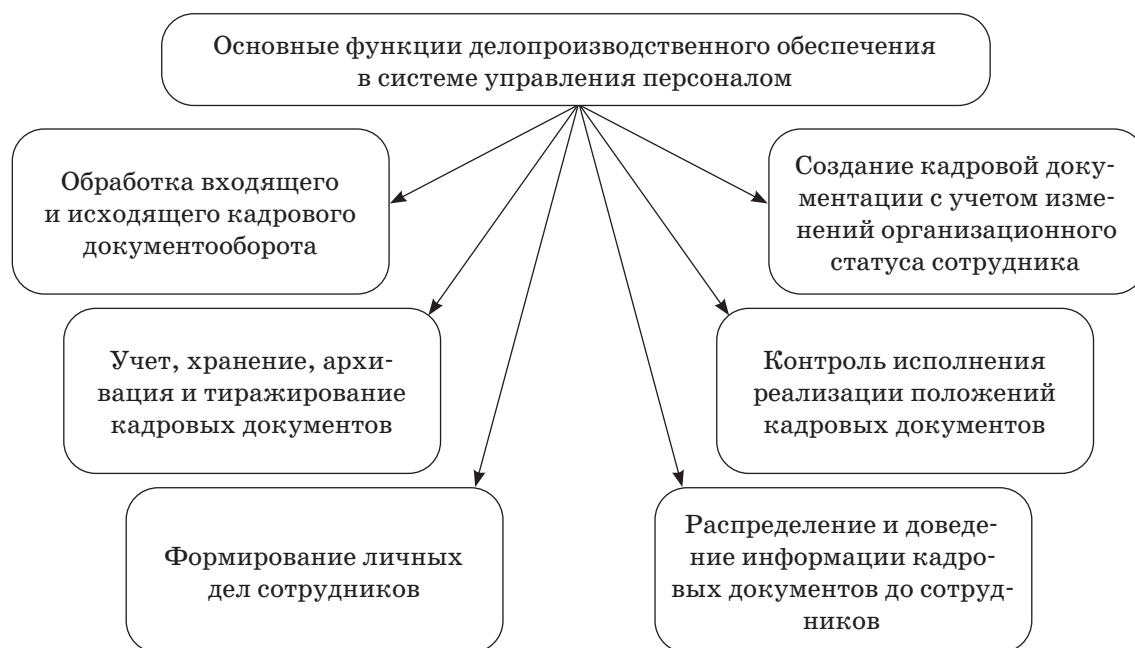 Основные функции делопроизводственного обеспечения
в системе управления персоналом
Обработка входящего
и исходящего кадрового
документооборота
Создание кадровой доку-
ментации с учетом изме-
нений организационного
статуса сотрудника
Учет, хранение, архи-
вация и тиражирование
кадровых документов
Контроль исполнения
реализации положений
кадровых документов
Формирование личных
дел сотрудников
Распределение и доведе-
ние информации кадро-
вых документов до сотруд-
ников